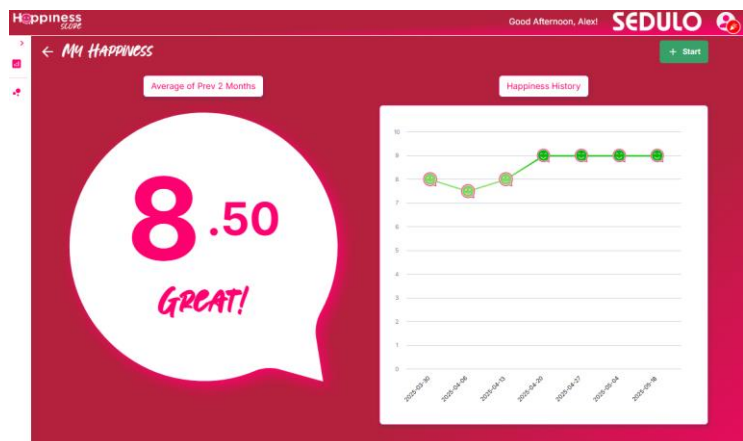 Happiness
SCORE
Good Afternoon, Alex!
SEDULO
← My Happiness
+ Start
Average of Prev 2 Months
Happiness History
8.50
GREAT!
10
9
8
7
6
5
4
3
2
1
0
2025-03-30
2025-04-06
2025-04-13
2025-04-20
2025-04-27
2025-05-04
2025-05-18